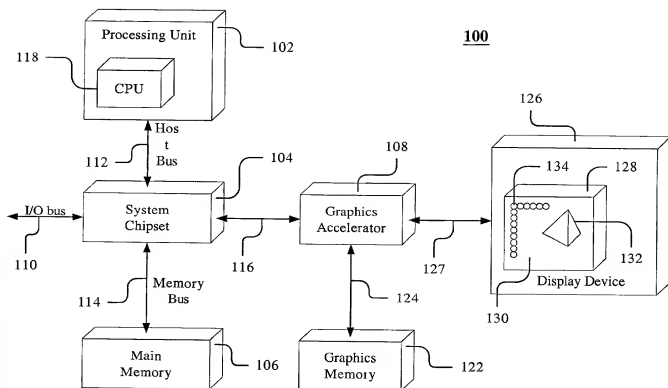 Processing Unit
102
100
118
CPU
126
Hos
t
Bus
112
104
108
134
128
I/O bus
System
Chipset
Graphics
Accelerator
110
116
127
132
Display Device
130
114
Memory
Bus
124
Main
Memory
106
Graphics
Memory
122